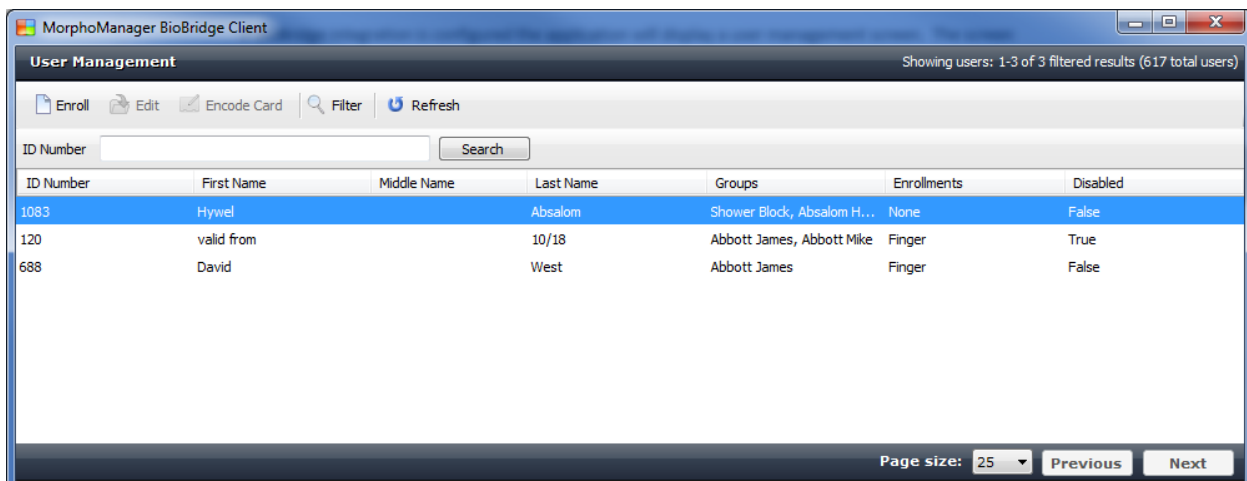 MorphoManager BioBridge Client
User Management Showing users: 1-3 of 3 filtered results (617 total users)
Enroll Edit Encode Card Filter Refresh
ID Number Search
ID Number First Name Middle Name Last Name Groups Enrollments Disabled
1083 Hywel Absalom Shower Block, Absalom H... None False
120 valid from 10/18 Abbott James, Abbott Mike Finger True
688 David West Abbott James Finger False
Page size: 25 Previous Next